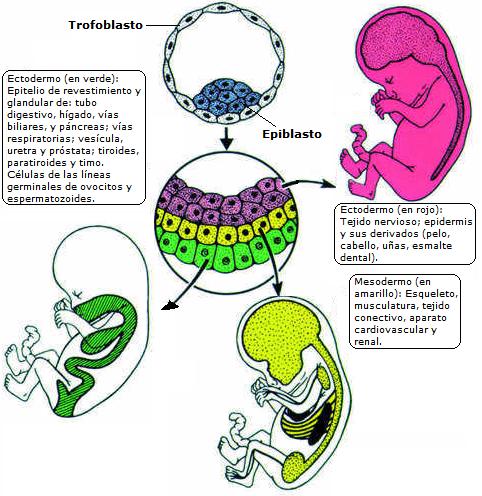 Trofoblasto
Ectodermo (en verde):
Epitelio de revestimiento y
glandular de: tubo
digestivo, hígado, vías
biliares, y páncreas; vías
respiratorias; vesícula,
uretra y próstata; tiroides,
paratiroides y timo.
Células de las líneas
germinales de ovocitos y
espermatozoides.
Epiblasto
Ectodermo (en rojo):
Tejido nervioso; epidermis
y sus derivados (pelo,
cabello, uñas, esmalte
dental).
Mesodermo (en
amarillo): Esqueleto,
musculatura, tejido
conectivo, aparato
cardiovascular y
renal.